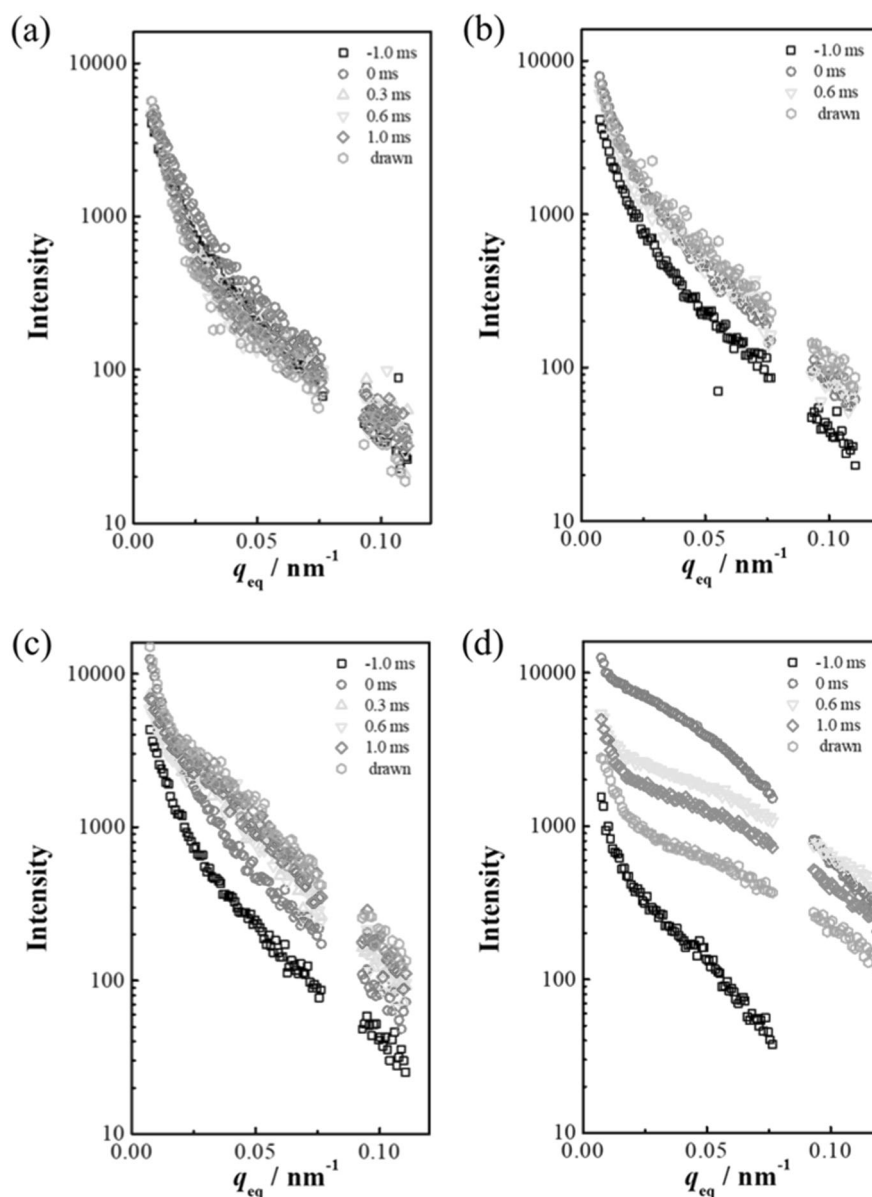 (a)
10000
1000
100
10
Intensity
0.00 0.05 0.10
q_eq / nm⁻¹
-1.0 ms
0 ms
0.3 ms
0.6 ms
1.0 ms
drawn
(b)
10000
1000
100
10
Intensity
0.00 0.05 0.10
q_eq / nm⁻¹
-1.0 ms
0 ms
0.6 ms
drawn
(c)
10000
1000
100
10
Intensity
0.00 0.05 0.10
q_eq / nm⁻¹
-1.0 ms
0 ms
0.3 ms
0.6 ms
1.0 ms
drawn
(d)
10000
1000
100
10
Intensity
0.00 0.05 0.10
q_eq / nm⁻¹
-1.0 ms
0 ms
0.6 ms
1.0 ms
drawn